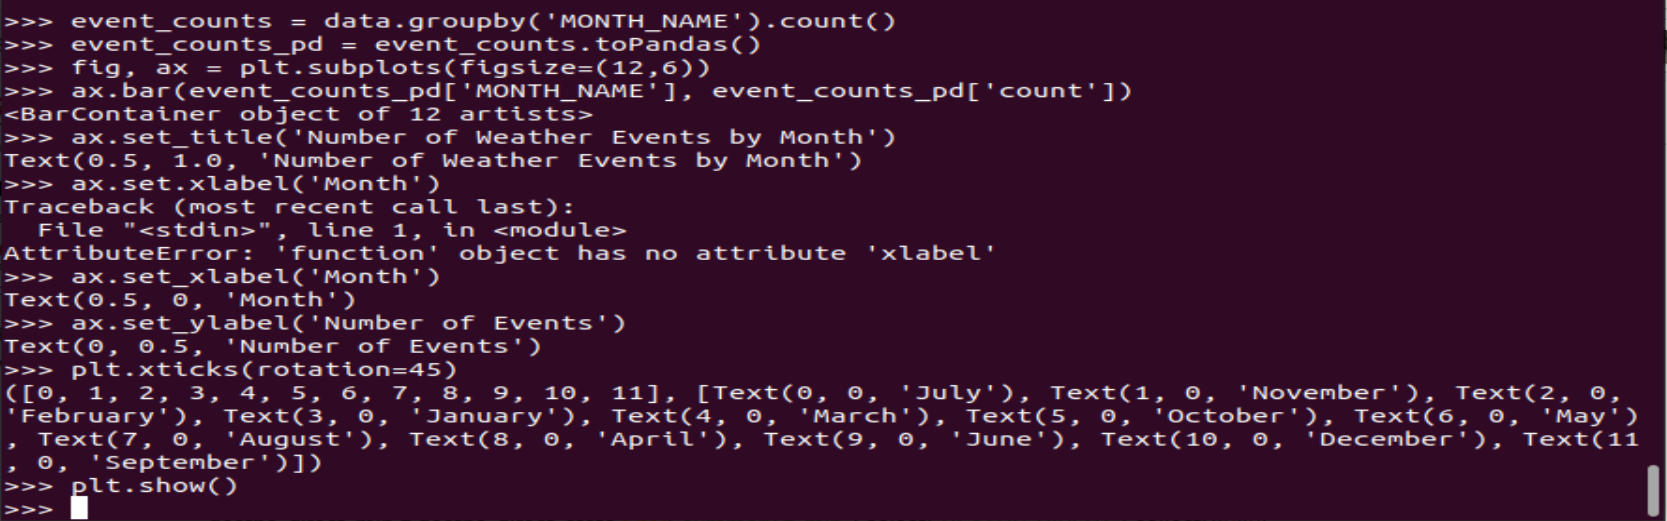 >>> event_counts = data.groupby('MONTH_NAME').count()
>>> event_counts_pd = event_counts.toPandas()
>>> fig, ax = plt.subplots(figsize=(12,6))
>>> ax.bar(event_counts_pd['MONTH_NAME'], event_counts_pd['count'])
<BarContainer object of 12 artists>
>>> ax.set_title('Number of Weather Events by Month')
Text(0.5, 1.0, 'Number of Weather Events by Month')
>>> ax.set.xlabel('Month')
Traceback (most recent call last):
  File "<stdin>", line 1, in <module>
AttributeError: 'function' object has no attribute 'xlabel'
>>> ax.set_xlabel('Month')
Text(0.5, 0, 'Month')
>>> ax.set_ylabel('Number of Events')
Text(0, 0.5, 'Number of Events')
>>> plt.xticks(rotation=45)
([0, 1, 2, 3, 4, 5, 6, 7, 8, 9, 10, 11], [Text(0, 0, 'July'), Text(1, 0, 'November'), Text(2, 0,
'February'), Text(3, 0, 'January'), Text(4, 0, 'March'), Text(5, 0, 'October'), Text(6, 0, 'May')
, Text(7, 0, 'August'), Text(8, 0, 'April'), Text(9, 0, 'June'), Text(10, 0, 'December'), Text(11
, 0, 'September')])
>>> plt.show()
>>>